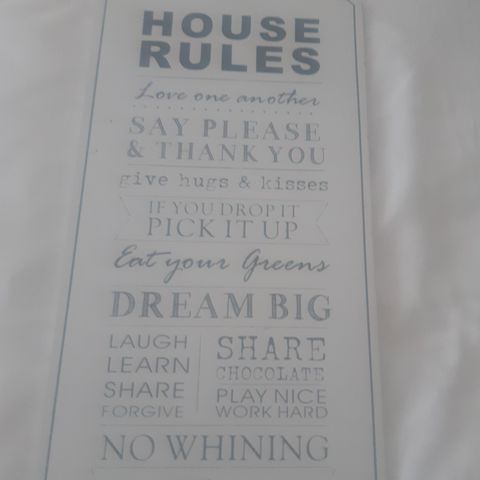 HOUSE
RULES
Love one another
SAY PLEASE
& THANK YOU
give hugs & kisses
IF YOU DROP IT
PICK IT UP
Eat your Greens
DREAM BIG
LAUGH
LEARN
SHARE
FORGIVE
SHARE
CHOCOLATE
PLAY NICE
WORK HARD
NO WHINING